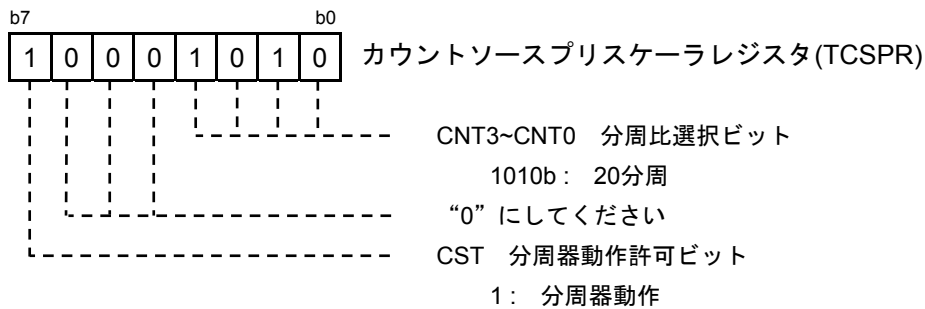 b7 b0
1 0 0 0 1 0 1 0 カウントソースプリスケーラレジスタ(TCSPR)
CNT3~CNT0 分周比選択ビット
1010b : 20分周
“0”にしてください
CST 分周器動作許可ビット
1 : 分周器動作